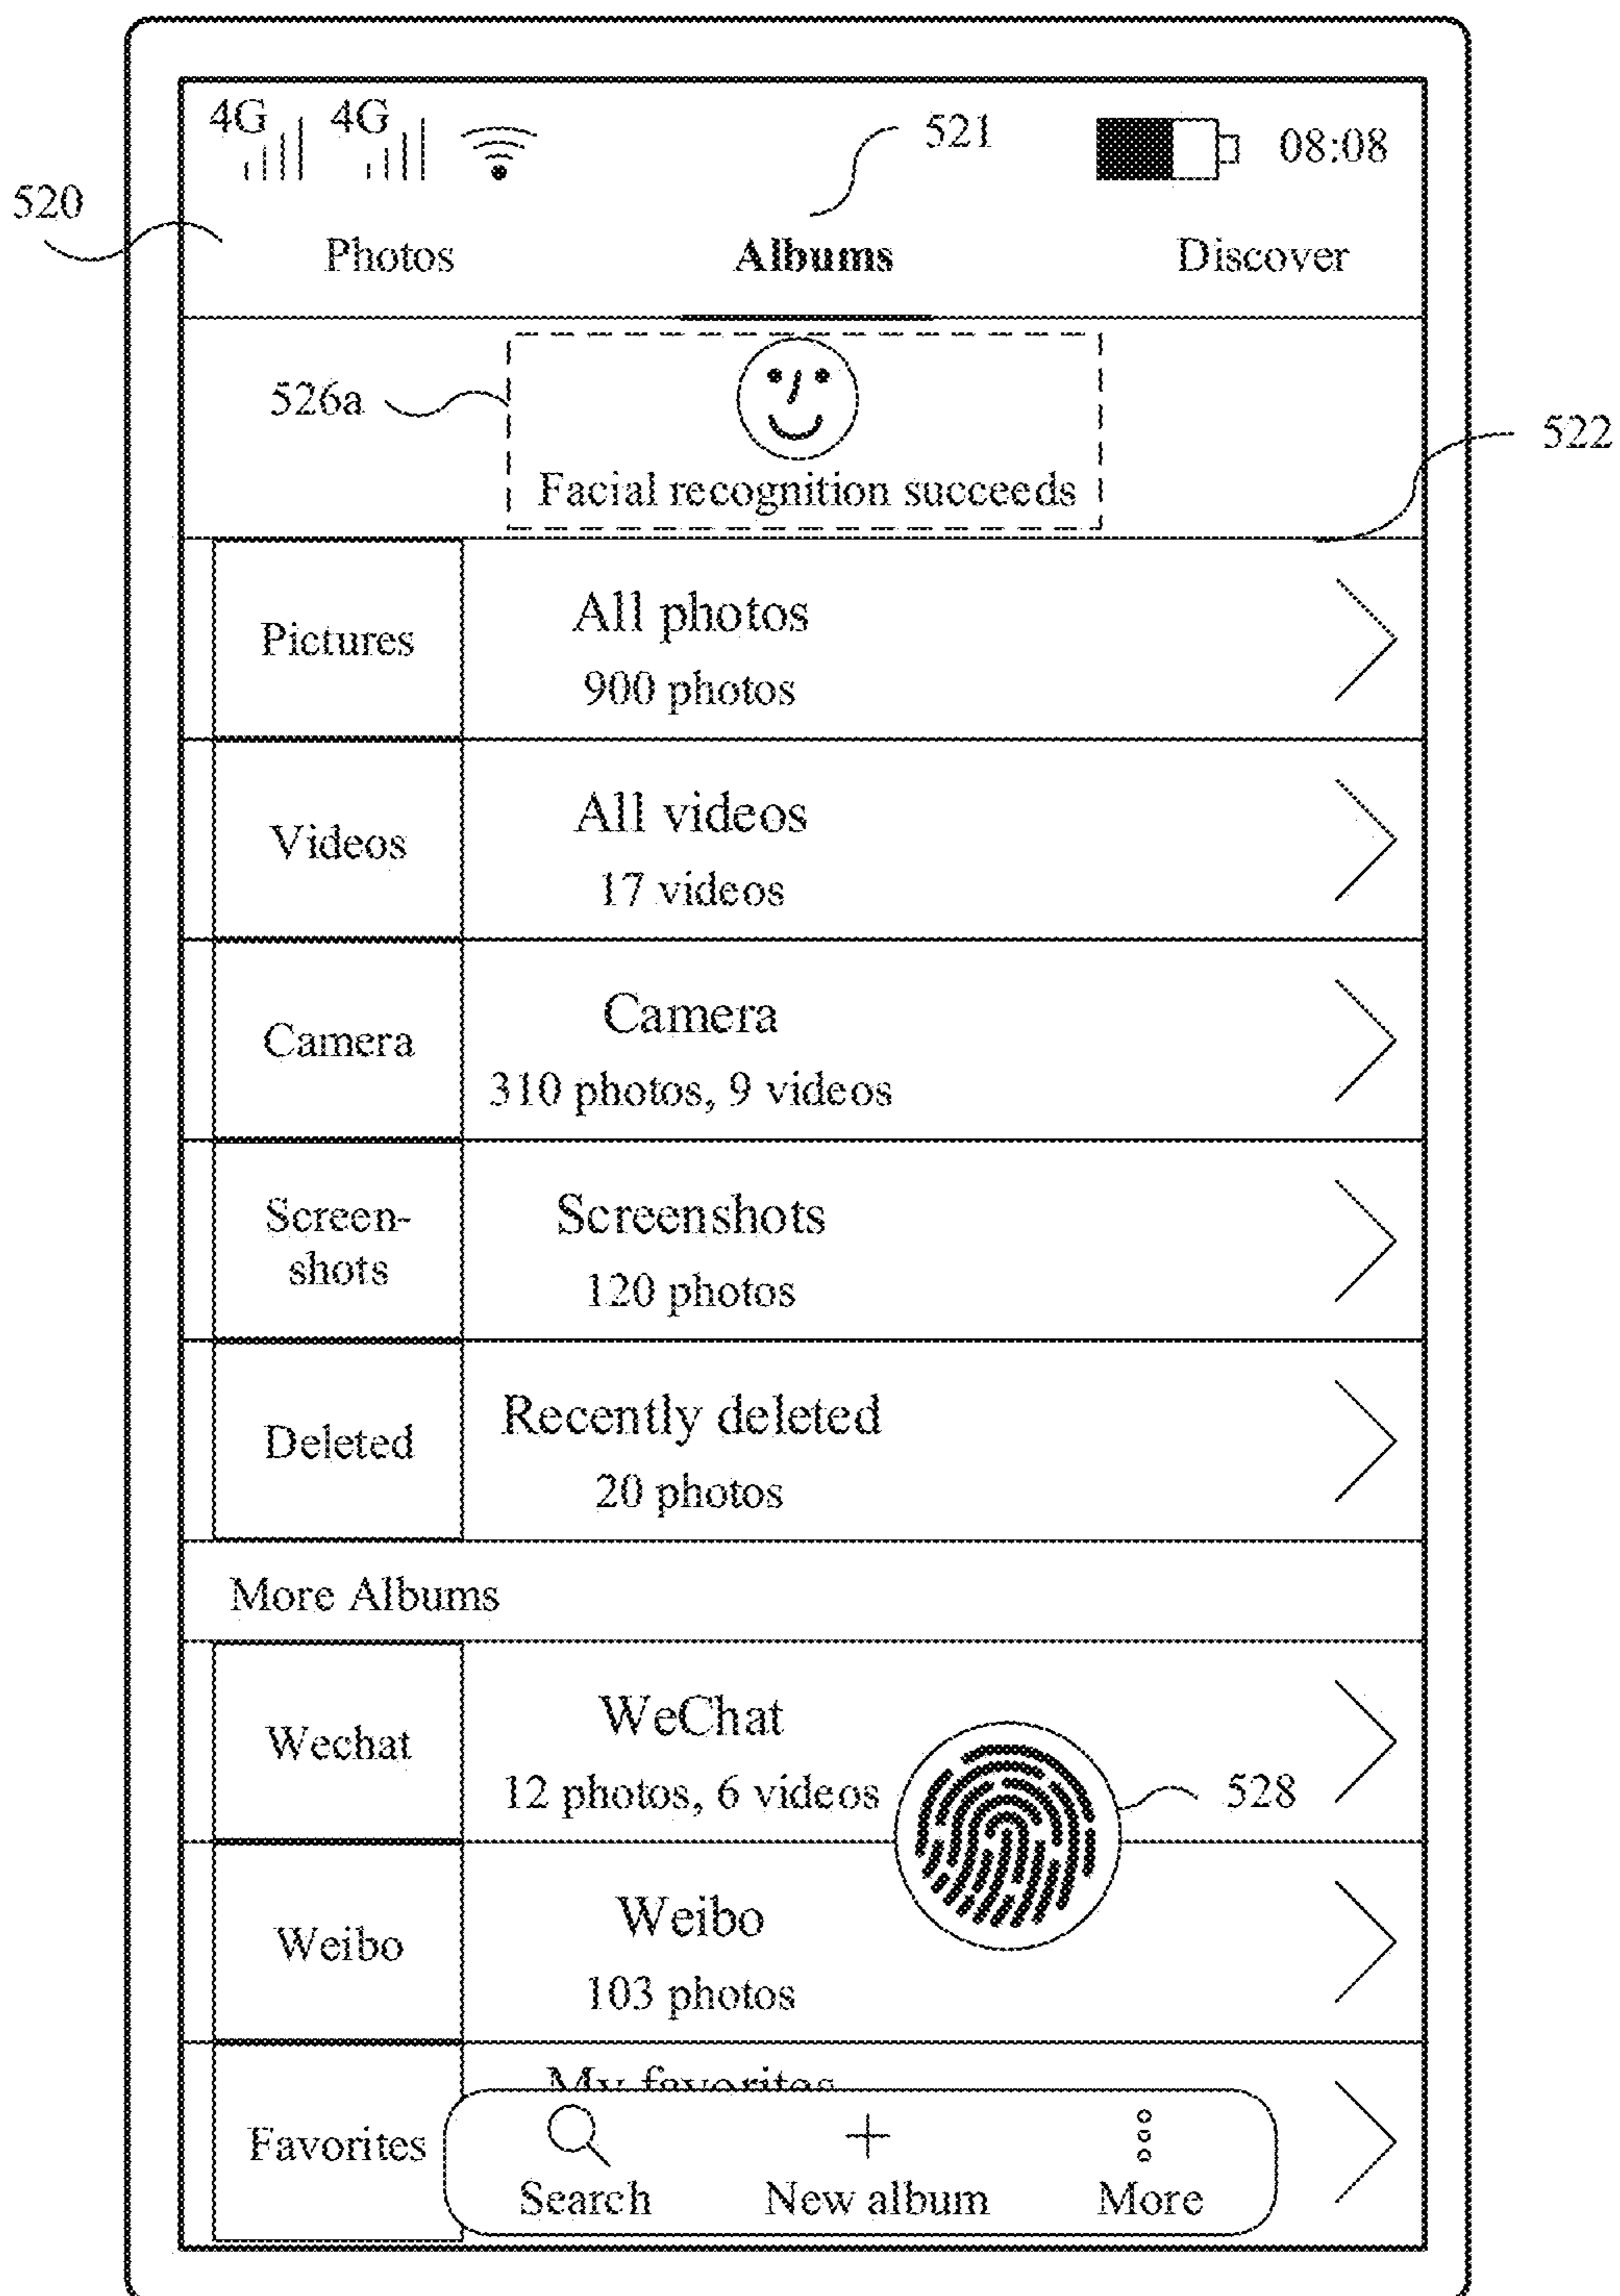 4G 4G 521 08:08
520
Photos Albums Discover
526a
522
Facial recognition succeeds
Pictures
All photos
900 photos
Videos
All videos
17 videos
Camera
Camera
310 photos, 9 videos
Screen-
shots
Screenshots
120 photos
Deleted
Recently deleted
20 photos
More Albums
Wechat
WeChat
12 photos, 6 videos
528
Weibo
Weibo
103 photos
My favorites
Favorites
Search New album More